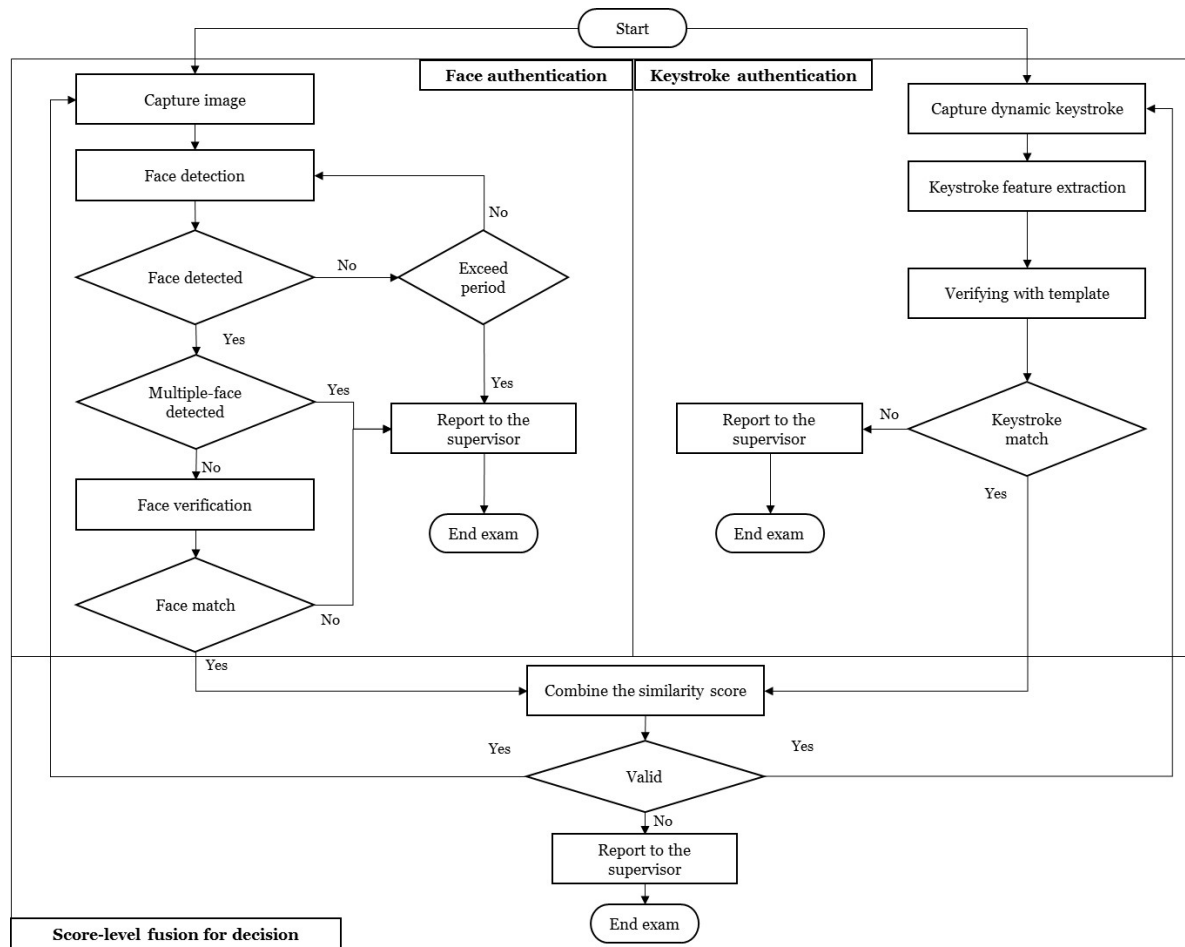 Start
Face authentication
Keystroke authentication
Capture image
Capture dynamic keystroke
Face detection
Keystroke feature extraction
No
Face detected
No
Exceed
period
Verifying with template
Yes
Multiple-face
detected
Yes
Yes
Report to the
supervisor
Report to the
supervisor
No
Keystroke
match
No
Yes
Face verification
End exam
End exam
Face match
No
Yes
Combine the similarity score
Yes
Yes
Valid
No
Report to the
supervisor
End exam
Score-level fusion for decision